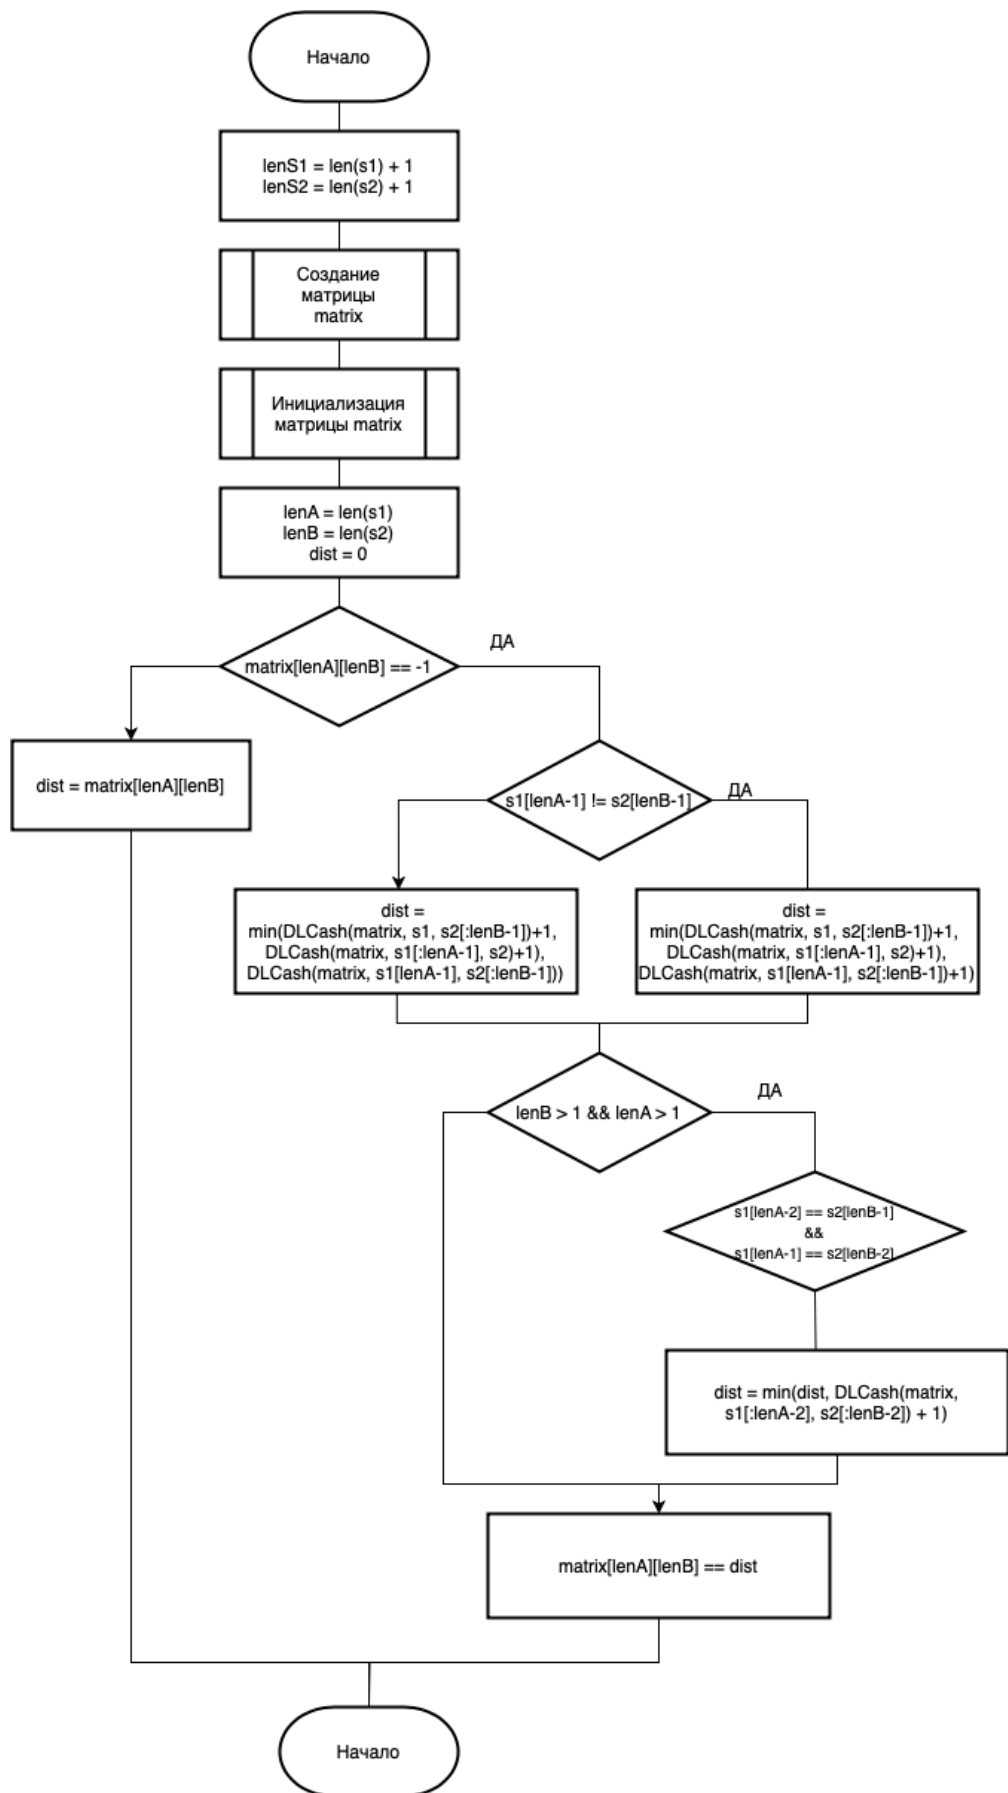 Начало
lenS1 = len(s1) + 1
lenS2 = len(s2) + 1
Создание
матрицы
matrix
Инициализация
матрицы matrix
lenA = len(s1)
lenB = len(s2)
dist = 0
matrix[lenA][lenB] == -1
ДА
dist = matrix[lenA][lenB]
s1[lenA-1] != s2[lenB-1]
ДА
dist =
min(DLCash(matrix, s1, s2[:lenB-1])+1,
DLCash(matrix, s1[:lenA-1], s2)+1),
DLCash(matrix, s1[lenA-1], s2[:lenB-1]))
dist =
min(DLCash(matrix, s1, s2[:lenB-1])+1,
DLCash(matrix, s1[:lenA-1], s2)+1),
DLCash(matrix, s1[lenA-1], s2[:lenB-1])+1)
lenB > 1 && lenA > 1
ДА
s1[lenA-2] == s2[lenB-1]
&&
s1[lenA-1] == s2[lenB-2]
dist = min(dist, DLCash(matrix,
s1[:lenA-2], s2[:lenB-2]) + 1)
matrix[lenA][lenB] == dist
Начало